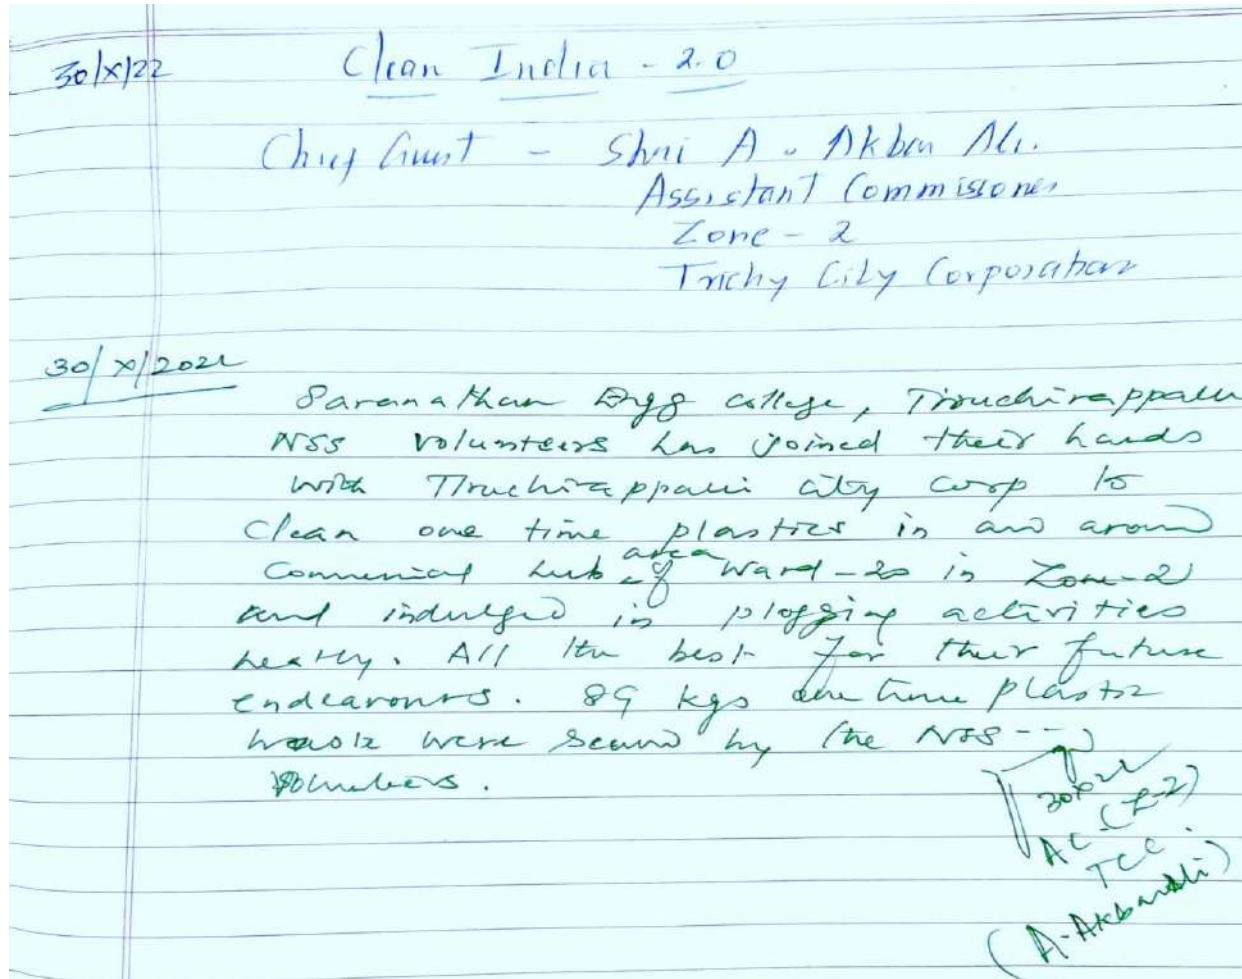 30/X/22 Clean India - 2.0
Chief Guest - Shri A. Akbar Ali.
Assistant Commissioner
Zone - 2
Trichy City Corporation
30/X/2022
Saranathan Engg college, Tiruchirappalli
NSS volunteers has joined their hands
with Tiruchirappalli city corp to
clean one time plastics in and around
Commercial hub area of Ward-20 in Zone-2
and indulged in plogging activities
neatly. All the best for their future
endeavours. 89 kgs one time plastic
waste were secured by the NSS --
volunteers.
30/X/22
AC-(Z-2)
TCC.
(A-Akbar Ali)